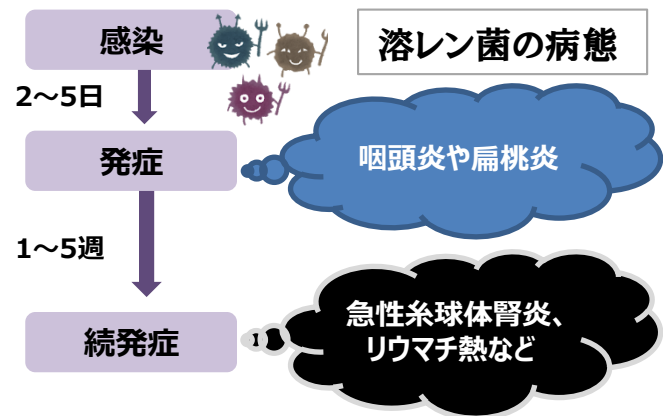 感染
溶レン菌の病態
2～5日
発症
咽頭炎や扁桃炎
1～5週
続発症
急性糸球体腎炎、
リウマチ熱など